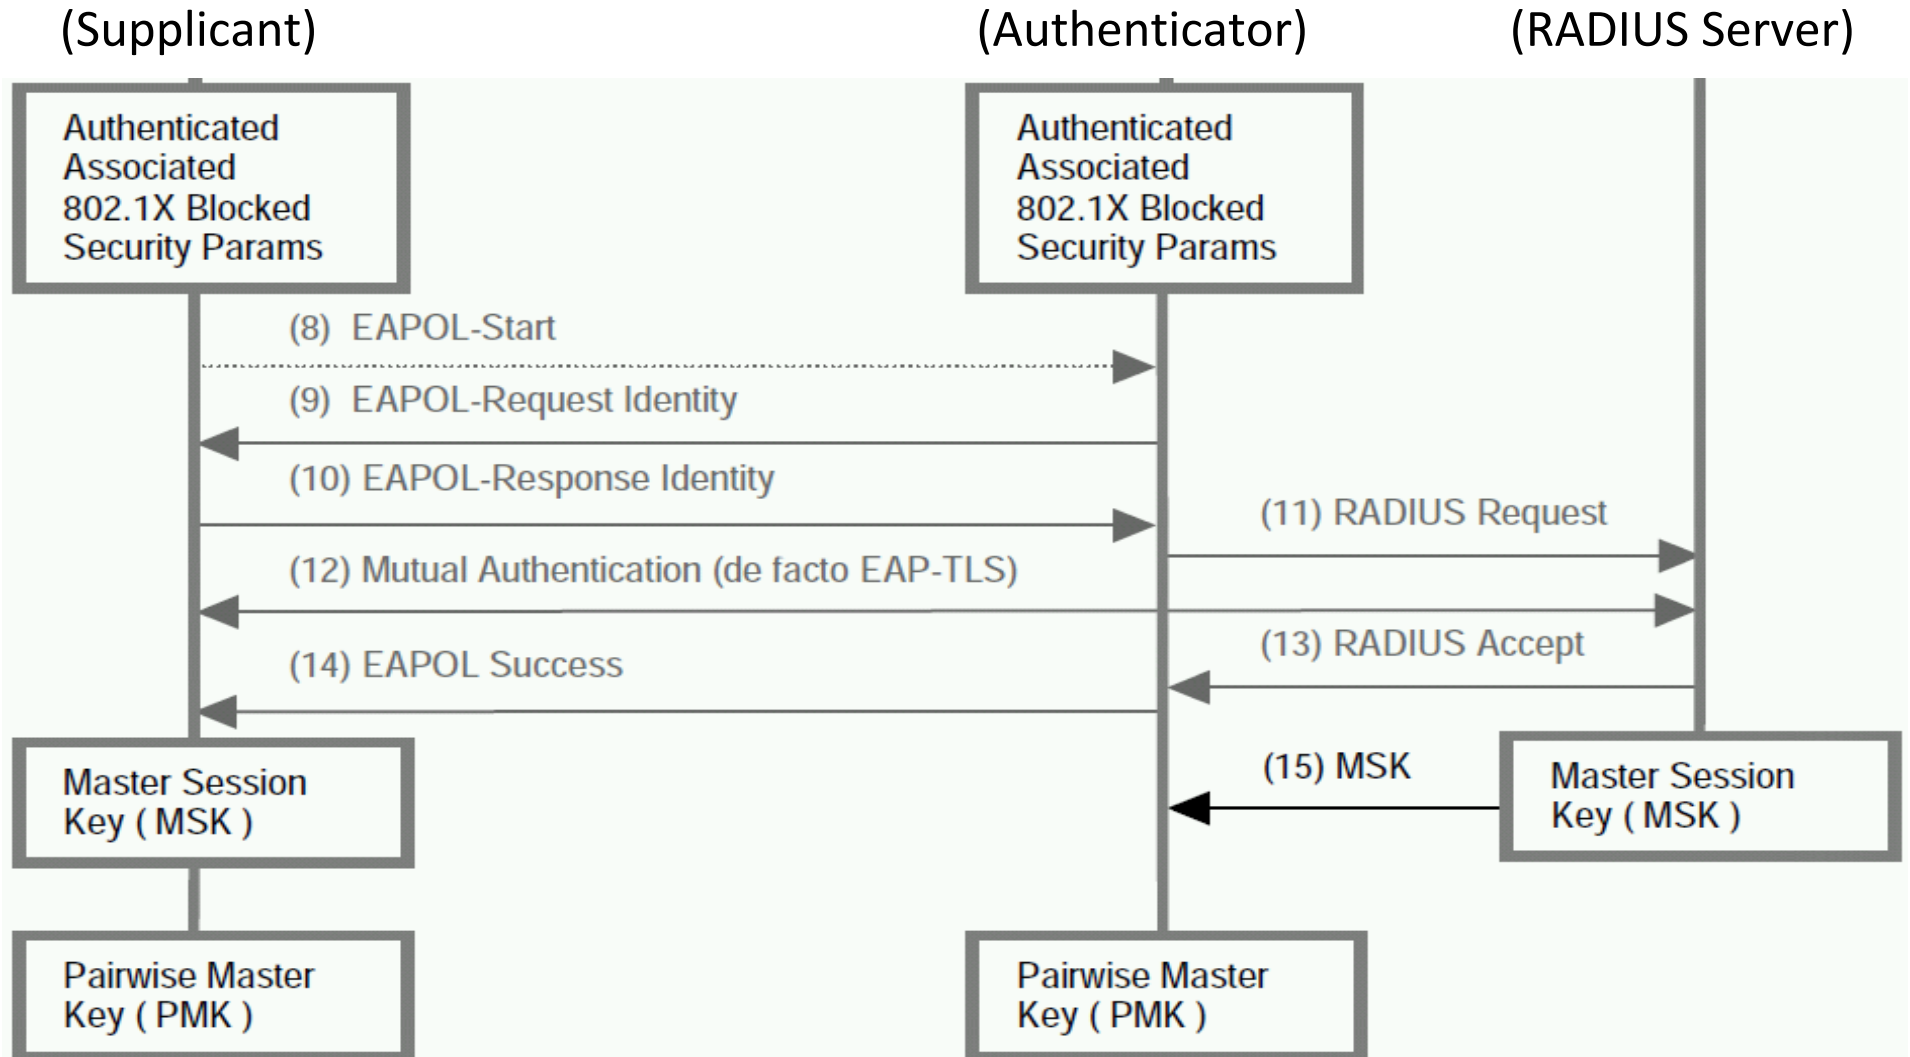 (Supplicant)
(Authenticator)
(RADIUS Server)
Authenticated
Associated
802.1X Blocked
Security Params
Authenticated
Associated
802.1X Blocked
Security Params
(8) EAPOL-Start
(9) EAPOL-Request Identity
(10) EAPOL-Response Identity
(11) RADIUS Request
(12) Mutual Authentication (de facto EAP-TLS)
(13) RADIUS Accept
(14) EAPOL Success
Master Session
Key ( MSK )
(15) MSK
Master Session
Key ( MSK )
Pairwise Master
Key ( PMK )
Pairwise Master
Key ( PMK )